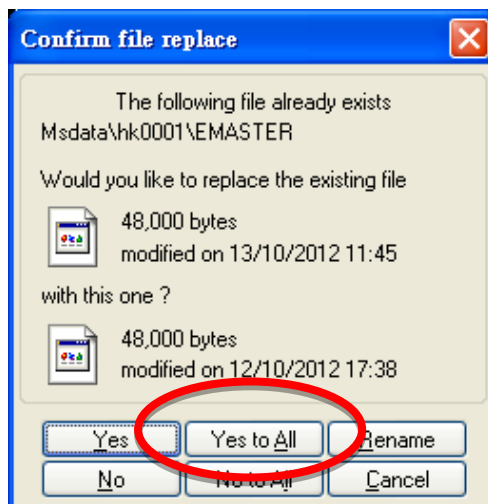 Confirm file replace
The following file already exists
Msdata\hk0001\EMASTER
Would you like to replace the existing file
48,000 bytes
modified on 13/10/2012 11:45
with this one ?
48,000 bytes
modified on 12/10/2012 17:38
Yes Yes to All Rename
No No to All Cancel